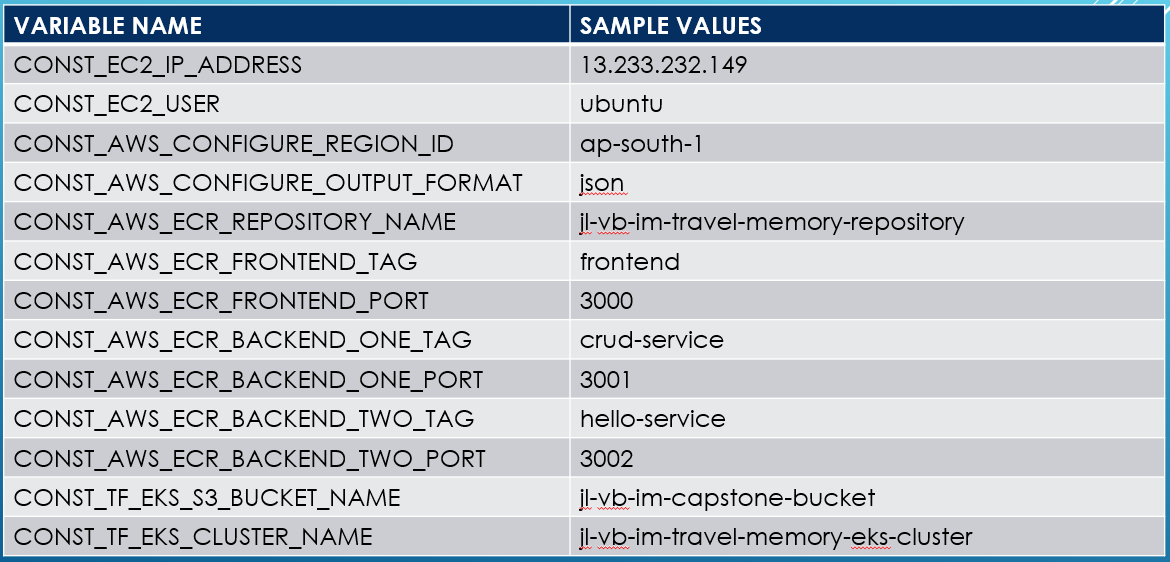 VARIABLE NAME SAMPLE VALUES
CONST_EC2_IP_ADDRESS 13.233.232.149
CONST_EC2_USER ubuntu
CONST_AWS_CONFIGURE_REGION_ID ap-south-1
CONST_AWS_CONFIGURE_OUTPUT_FORMAT json
CONST_AWS_ECR_REPOSITORY_NAME jl-vb-im-travel-memory-repository
CONST_AWS_ECR_FRONTEND_TAG frontend
CONST_AWS_ECR_FRONTEND_PORT 3000
CONST_AWS_ECR_BACKEND_ONE_TAG crud-service
CONST_AWS_ECR_BACKEND_ONE_PORT 3001
CONST_AWS_ECR_BACKEND_TWO_TAG hello-service
CONST_AWS_ECR_BACKEND_TWO_PORT 3002
CONST_TF_EKS_S3_BUCKET_NAME jl-vb-im-capstone-bucket
CONST_TF_EKS_CLUSTER_NAME jl-vb-im-travel-memory-eks-cluster